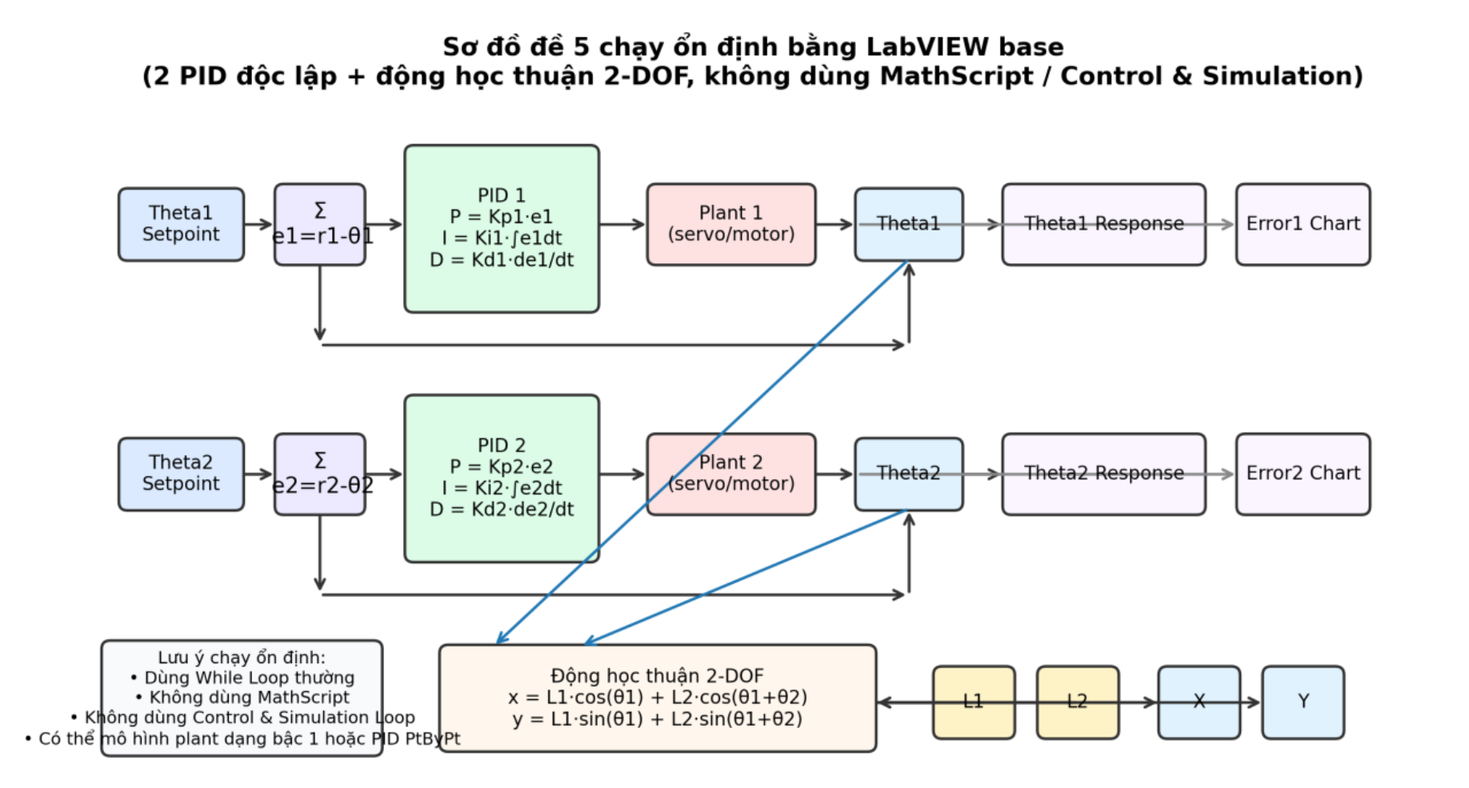 Sơ đồ đề 5 chạy ổn định bằng LabVIEW base
(2 PID độc lập + động học thuận 2-DOF, không dùng MathScript / Control & Simulation)
Theta1
Setpoint
Σ
e1=r1-θ1
PID 1
P = Kp1·e1
I = Ki1·∫e1dt
D = Kd1·de1/dt
Plant 1
(servo/motor)
Theta1
Theta1 Response
Error1 Chart
Theta2
Setpoint
Σ
e2=r2-θ2
PID 2
P = Kp2·e2
I = Ki2·∫e2dt
D = Kd2·de2/dt
Plant 2
(servo/motor)
Theta2
Theta2 Response
Error2 Chart
Lưu ý chạy ổn định:
• Dùng While Loop thường
• Không dùng MathScript
• Không dùng Control & Simulation Loop
• Có thể mô hình plant dạng bậc 1 hoặc PID PtByPt
Động học thuận 2-DOF
x = L1·cos(θ1) + L2·cos(θ1+θ2)
y = L1·sin(θ1) + L2·sin(θ1+θ2)
L1
L2
X
Y